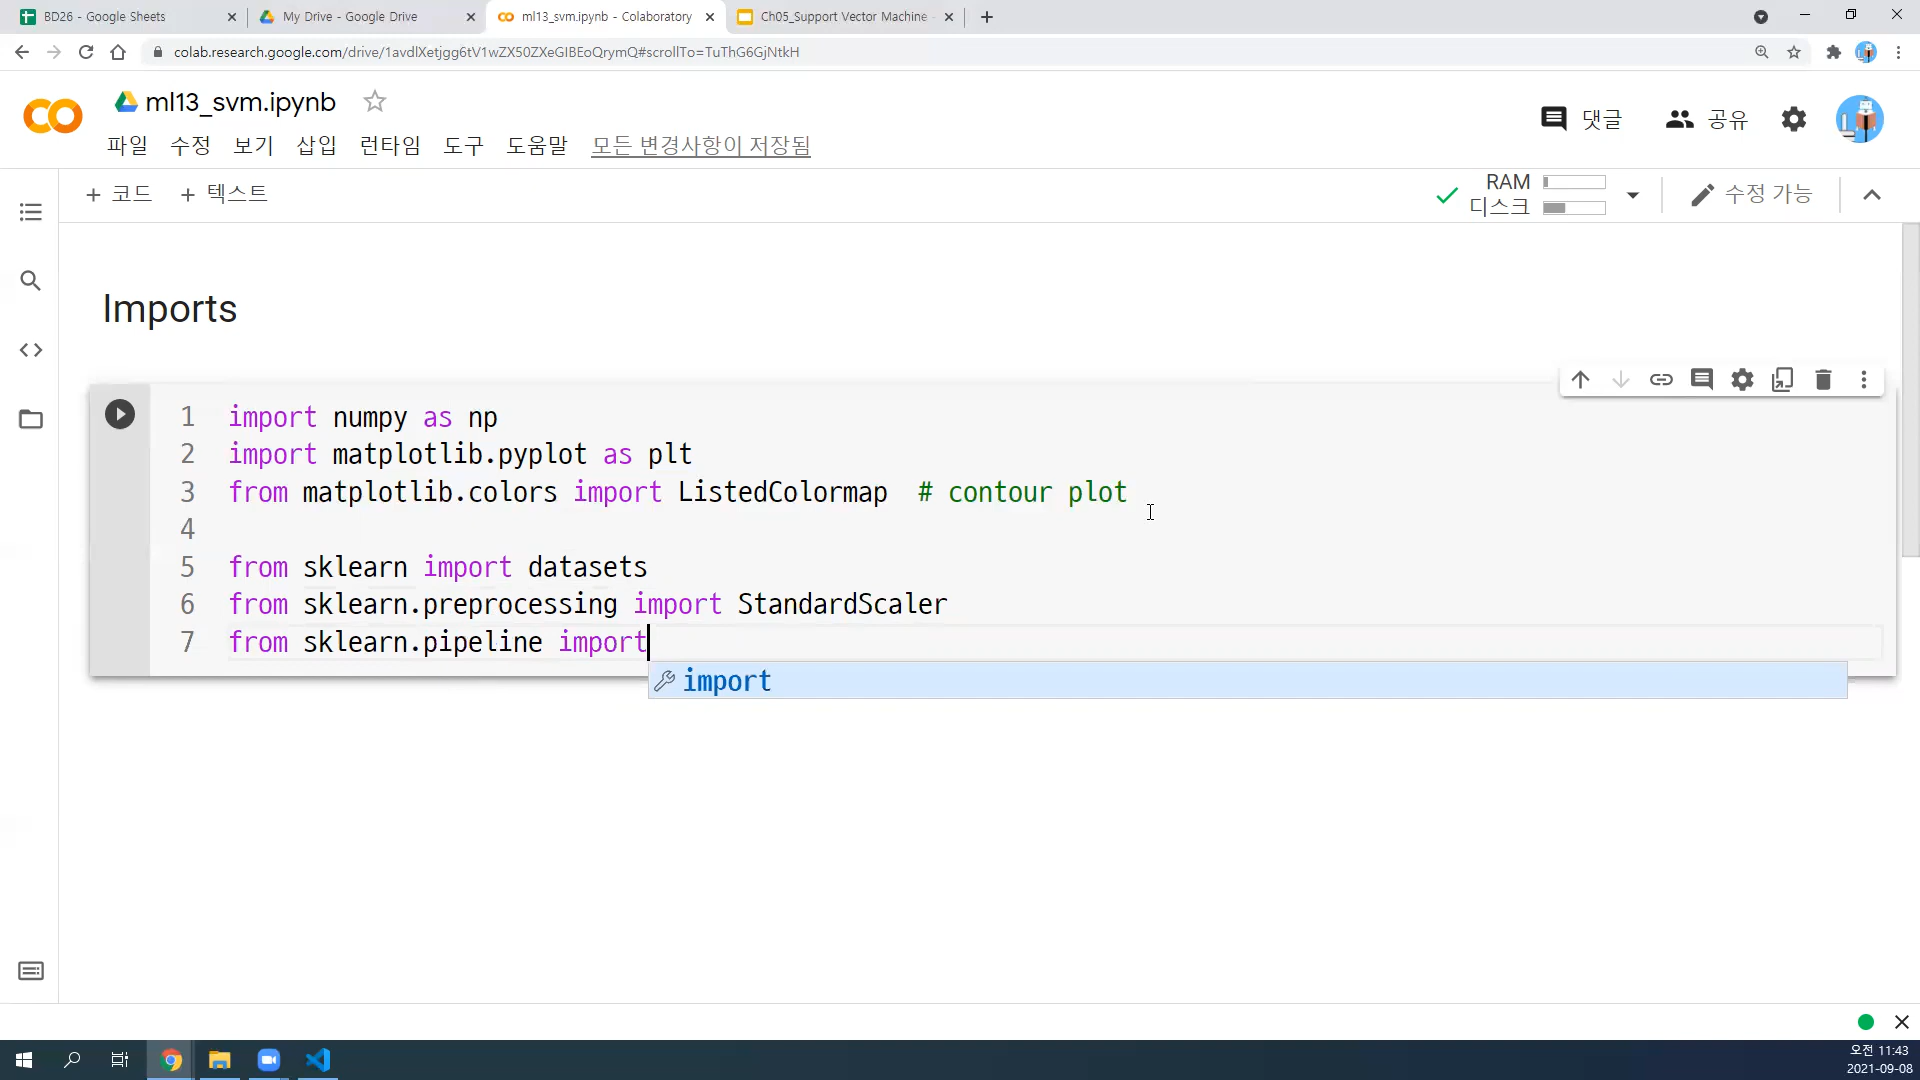 BD26 - Google Sheets
My Drive - Google Drive
ml13_svm.ipynb - Colaboratory
Ch05_Support Vector Machine
colab.research.google.com/drive/1avdlXetjgg6tV1wZX50ZXeGIBEoQrymQ#scrollTo=TuThG6GjNtkH
ml13_svm.ipynb
댓글
공유
파일 수정 보기 삽입 런타임 도구 도움말 모든 변경사항이 저장됨
+ 코드 + 텍스트
RAM
디스크
수정 가능
Imports
1 import numpy as np
2 import matplotlib.pyplot as plt
3 from matplotlib.colors import ListedColormap # contour plot
4
5 from sklearn import datasets
6 from sklearn.preprocessing import StandardScaler
7 from sklearn.pipeline import
import
오전 11:43
2021-09-08